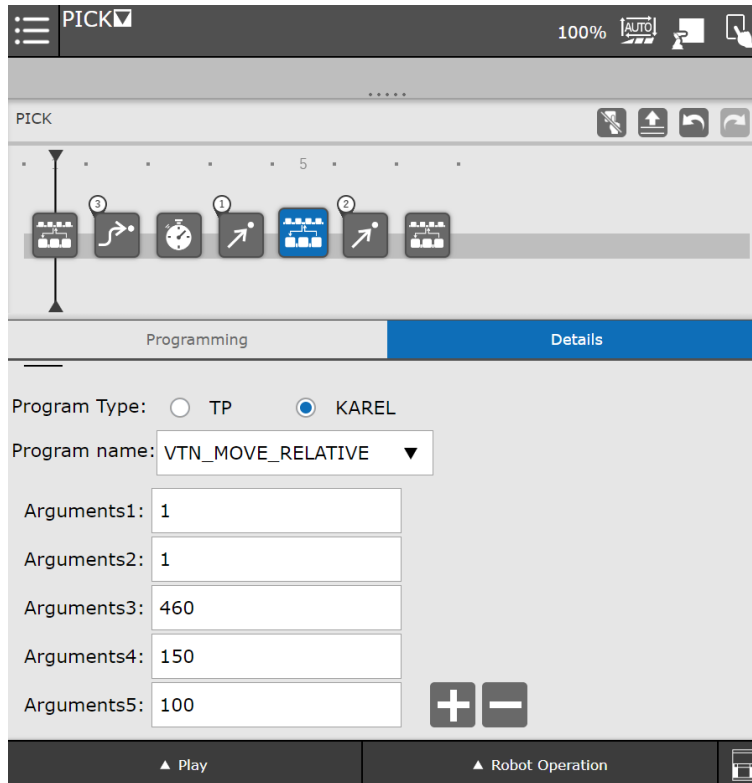 PICK
100% AUTO
PICK
5
3 1 2
Programming Details
Program Type: TP KAREL
Program name: VTN_MOVE_RELATIVE
Arguments1: 1
Arguments2: 1
Arguments3: 460
Arguments4: 150
Arguments5: 100
▲ Play ▲ Robot Operation